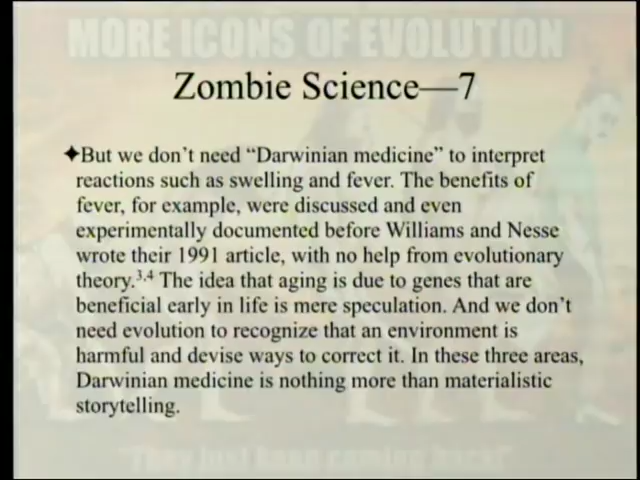 MORE ICONS OF EVOLUTION
Zombie Science—7
✦But we don't need “Darwinian medicine” to interpret
reactions such as swelling and fever. The benefits of
fever, for example, were discussed and even
experimentally documented before Williams and Nesse
wrote their 1991 article, with no help from evolutionary
theory.3,4 The idea that aging is due to genes that are
beneficial early in life is mere speculation. And we don't
need evolution to recognize that an environment is
harmful and devise ways to correct it. In these three areas,
Darwinian medicine is nothing more than materialistic
storytelling.
"They just keep coming back!"